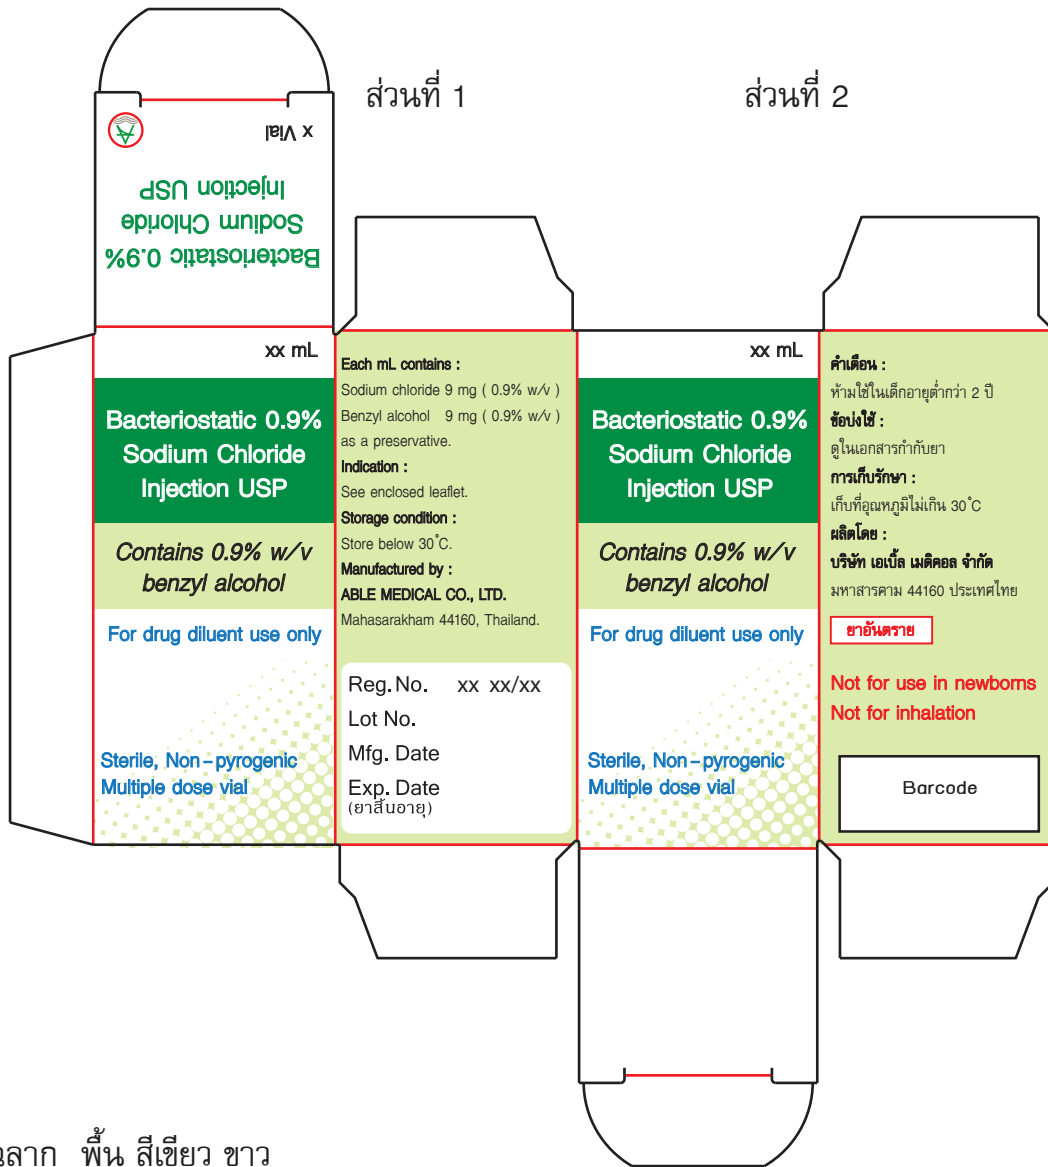 ส่วนที่ 1
ส่วนที่ 2
x Vial
Bacteriostatic 0.9%
Sodium Chloride
Injection USP
xx mL
Bacteriostatic 0.9%
Sodium Chloride
Injection USP
Contains 0.9% w/v
benzyl alcohol
For drug diluent use only
Sterile, Non-pyrogenic
Multiple dose vial
Each mL contains :
Sodium chloride 9 mg ( 0.9% w/v )
Benzyl alcohol 9 mg ( 0.9% w/v )
as a preservative.
Indication :
See enclosed leaflet.
Storage condition :
Store below 30°C.
Manufactured by :
ABLE MEDICAL CO., LTD.
Mahasarakham 44160, Thailand.
Reg. No. xx xx/xx
Lot No.
Mfg. Date
Exp. Date
(ยาสิ้นอายุ)
xx mL
Bacteriostatic 0.9%
Sodium Chloride
Injection USP
Contains 0.9% w/v
benzyl alcohol
For drug diluent use only
Sterile, Non-pyrogenic
Multiple dose vial
คำเตือน :
ห้ามใช้ในเด็กอายุต่ำกว่า 2 ปี
ข้อบ่งใช้ :
ดูในเอกสารกำกับยา
การเก็บรักษา :
เก็บที่อุณหภูมิไม่เกิน 30°C
ผลิตโดย :
บริษัท เอเบิ้ล เมดิคอล จำกัด
มหาสารคาม 44160 ประเทศไทย
ยาอันตราย
Not for use in newborns
Not for inhalation
Barcode
พื้น สีเขียว ขาว